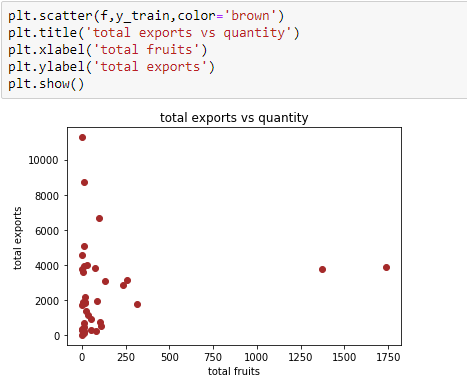 plt.scatter(f,y_train,color='brown')
plt.title('total exports vs quantity')
plt.xlabel('total fruits')
plt.ylabel('total exports')
plt.show()
total exports vs quantity
10000
8000
6000
4000
2000
0
total exports
0 250 500 750 1000 1250 1500 1750
total fruits